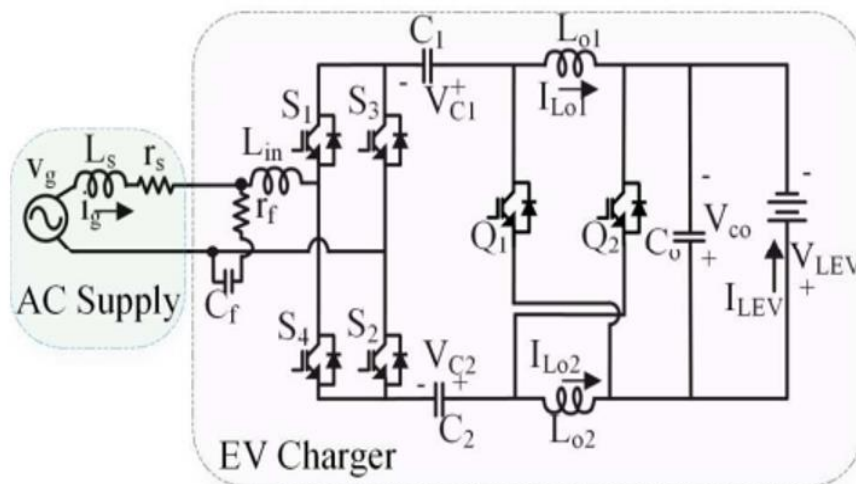 C1
Lo1
S1
S3
- VC1 +
ILo1
Lin
Ls
rs
vg
ig
rf
Q1
Q2
Co
-
Vco
+
-
VLEV
+
ILEV
AC Supply
Cf
S4
S2
VC2
- +
ILo2
C2
Lo2
EV Charger